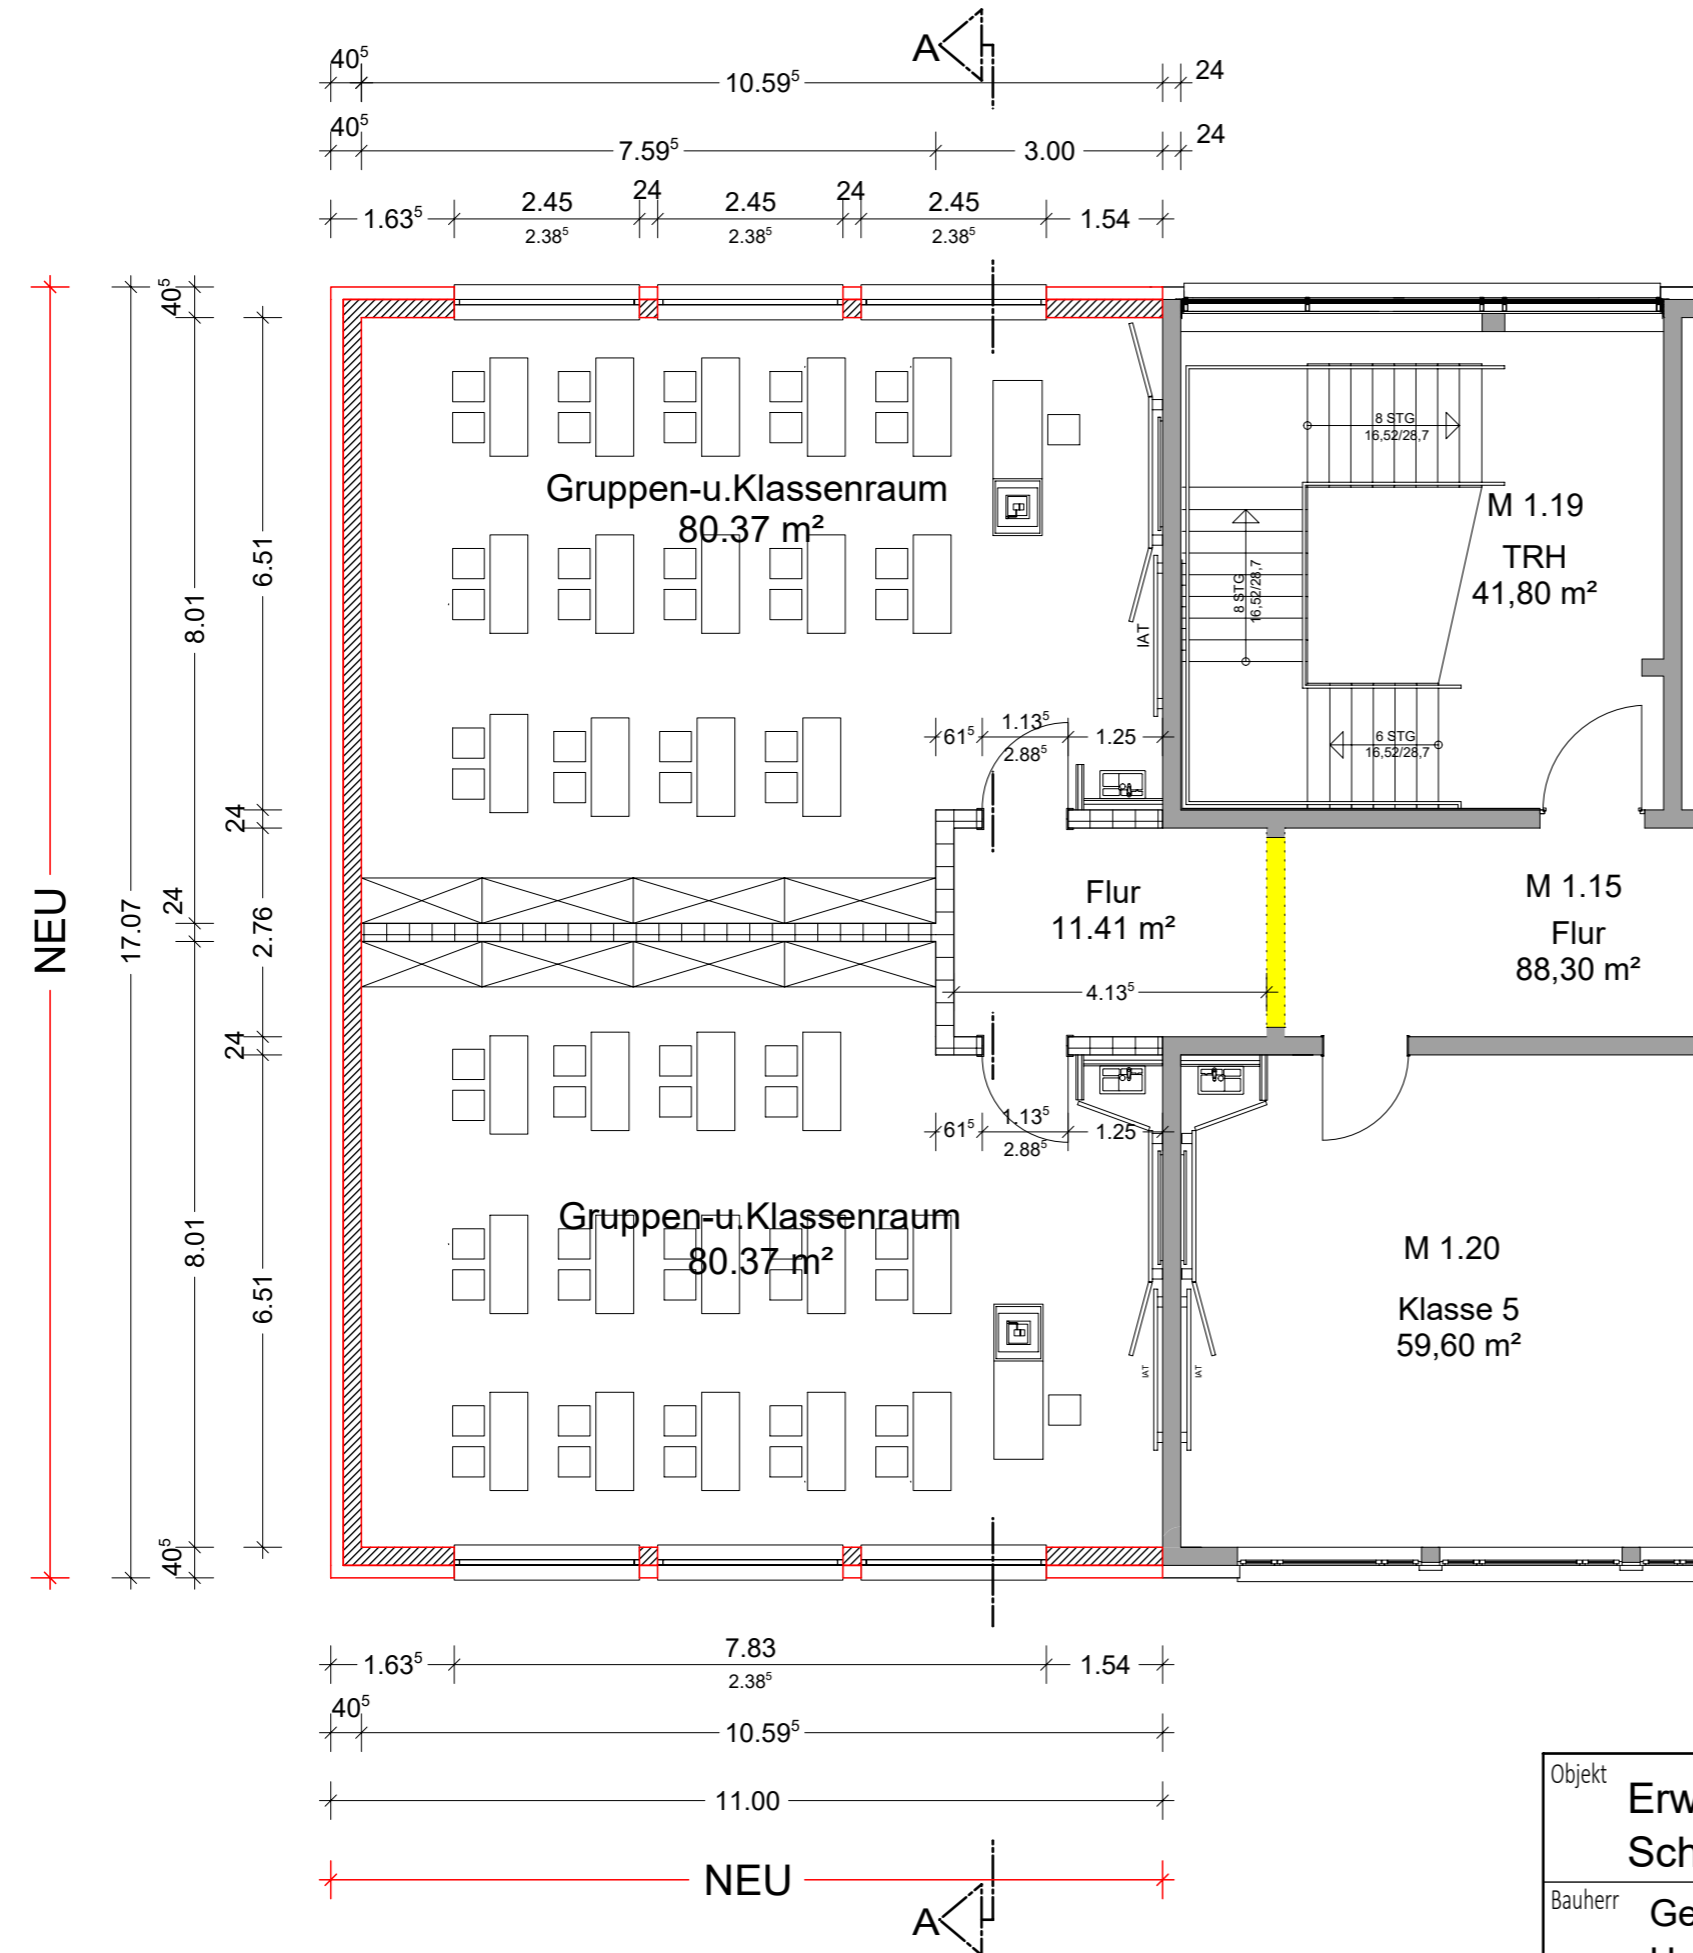 A
40⁵
10.59⁵
24
40⁵
7.59⁵
3.00
24
1.63⁵
2.45
2.38⁵
24
2.45
2.38⁵
24
2.45
2.38⁵
1.54
NEU
17.07
40⁵
8.01
24
8.01
40⁵
6.51
24
2.76
24
6.51
Gruppen-u.Klassenraum
80.37 m²
IAT
61⁵
1.13⁵
2.88⁵
1.25
8 STG
16,52/28,7
8 STG
16,52/28,7
6 STG
16,52/28,7
M 1.19
TRH
41,80 m²
Flur
11.41 m²
4.13⁵
M 1.15
Flur
88,30 m²
61⁵
1.13⁵
2.88⁵
1.25
Gruppen-u.Klassenraum
80.37 m²
IAT
IAT
M 1.20
Klasse 5
59,60 m²
1.63⁵
7.83
2.38⁵
1.54
40⁵
10.59⁵
11.00
NEU
A
Objekt
Erw
Sch
Bauherr
Ge